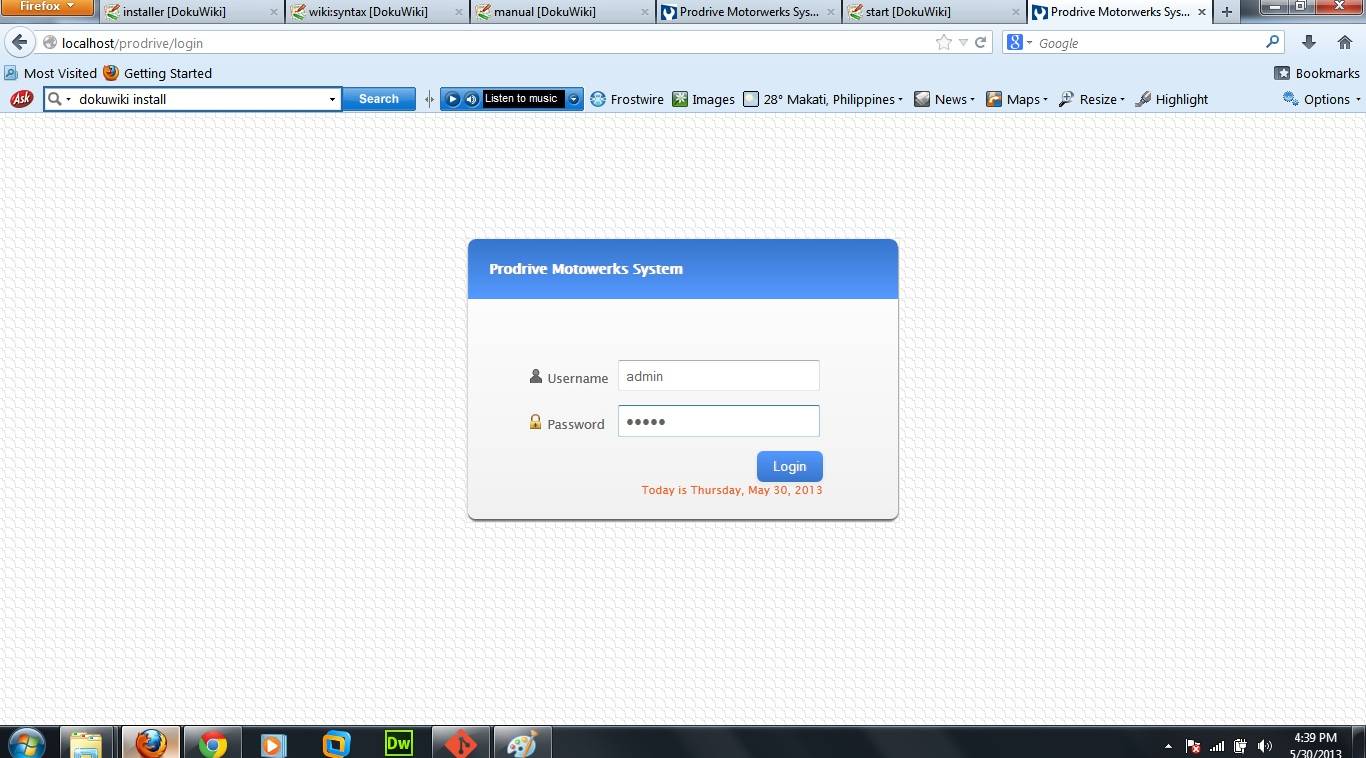 Firefox
installer [DokuWiki]
wiki:syntax [DokuWiki]
manual [DokuWiki]
Prodrive Motorwerks Sys...
start [DokuWiki]
Prodrive Motorwerks Sys...
localhost/prodrive/login
Google
Most Visited
Getting Started
Bookmarks
Ask
dokuwiki install
Search
Listen to music
Frostwire
Images
28° Makati, Philippines
News
Maps
Resize
Highlight
Options
Prodrive Motowerks System
Username
admin
Password
•••••
Login
Today is Thursday, May 30, 2013
Dw
4:39 PM
5/30/2013